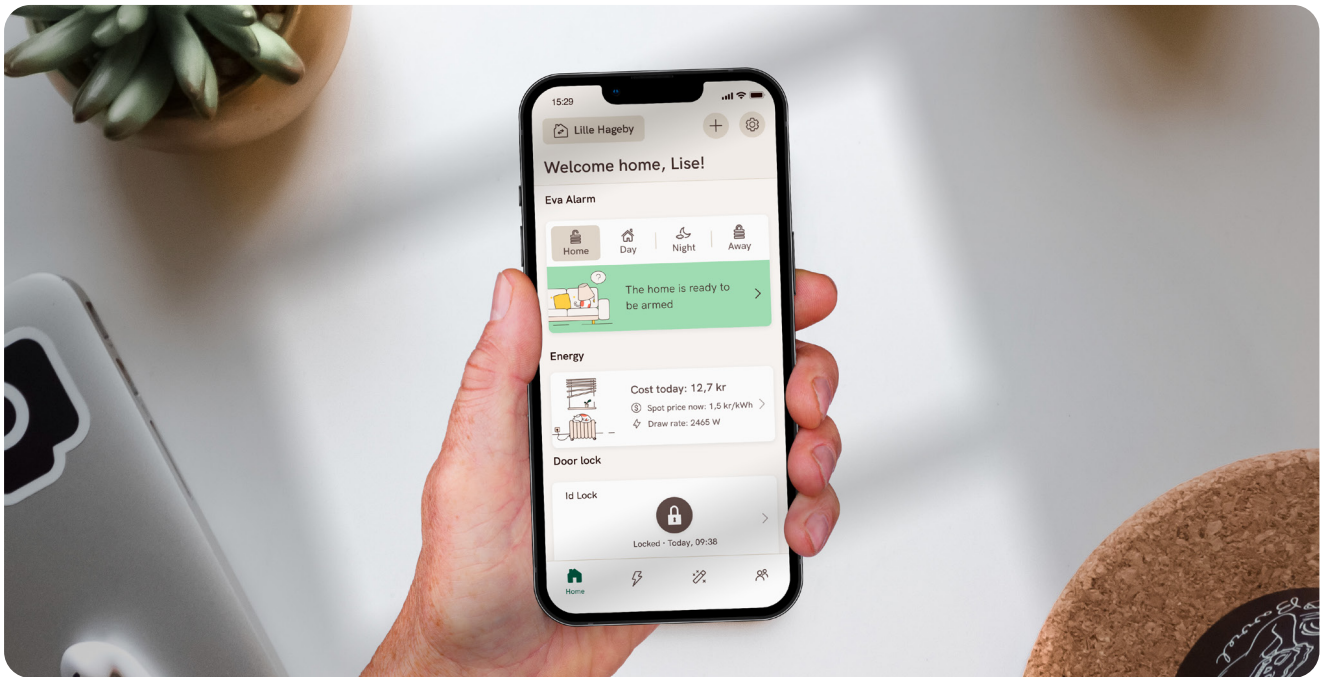 15:29
Lille Hageby
Welcome home, Lise!
Eva Alarm
Home
Day
Night
Away
?
The home is ready to
be armed
Energy
Cost today: 12,7 kr
Spot price now: 1,5 kr/kWh
Draw rate: 2465 W
Door lock
Id Lock
Locked · Today, 09:38
Home